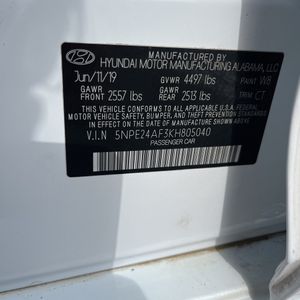 MANUFACTURED BY
HYUNDAI MOTOR MANUFACTURING ALABAMA, LLC
Jun/11/19 GVWR 4497 lbs PAINT W8
GAWR GAWR
FRONT 2557 lbs REAR 2513 lbs TRIM CT
THIS VEHICLE CONFORMS TO ALL APPLICABLE U.S.A. FEDERAL
MOTOR VEHICLE SAFETY, BUMPER, AND THEFT PREVENTION STANDARDS
IN EFFECT ON THE DATE OF MANUFACTURE SHOWN ABOVE.
V.I.N 5NPE24AF3KH805040
PASSENGER CAR